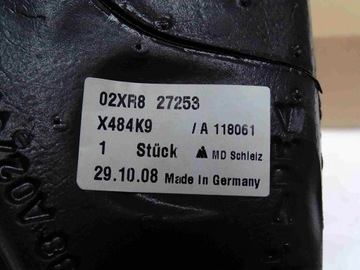 02XR8 27253
X484K9 /A 118061
1 Stück MD Schleiz
29.10.08 Made in Germany